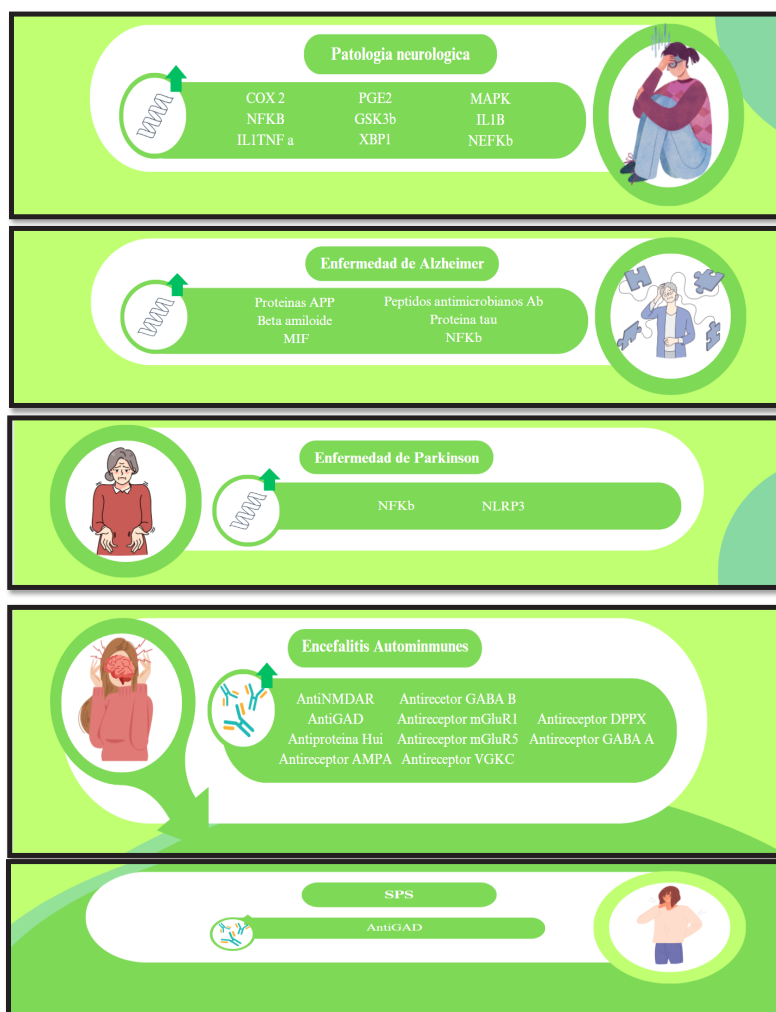 Patologia neurologica
COX 2 PGE2 MAPK
NFKB GSK3b IL1B
IL1TNF a XBP1 NEFKb
Enfermedad de Alzheimer
Proteinas APP Peptidos antimicrobianos Ab
Beta amiloide Proteina tau
MIF NFKb
Enfermedad de Parkinson
NFKb NLRP3
Encefalitis Autominmunes
AntiNMDAR Antirecetor GABA B
AntiGAD Antireceptor mGluR1 Antireceptor DPPX
Antiproteina Hui Antireceptor mGluR5 Antireceptor GABA A
Antireceptor AMPA Antireceptor VGKC
SPS
AntiGAD